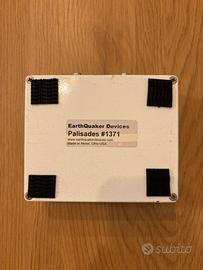 EarthQuaker Devices
Palisades #1371
www.earthquakerdevices.com
Made in Akron, Ohio USA
subito